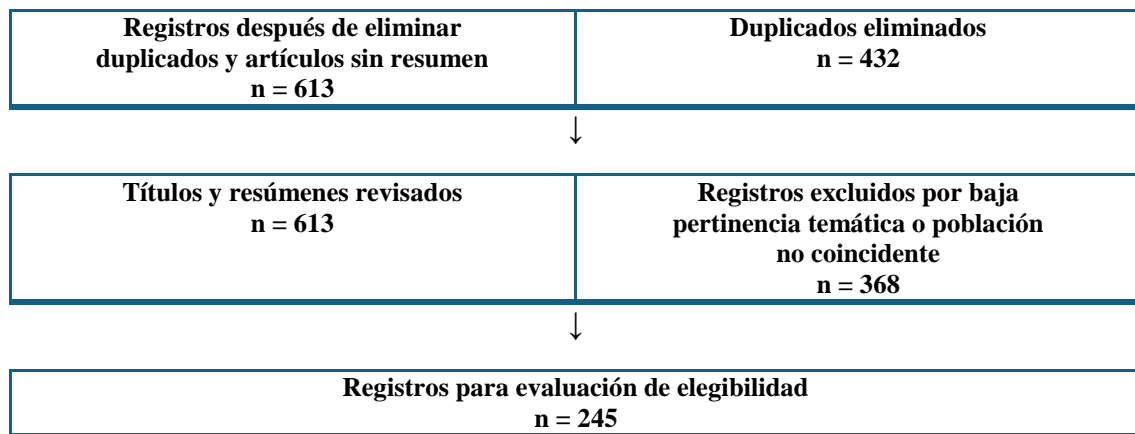 Registros después de eliminar
duplicados y artículos sin resumen
n = 613
Duplicados eliminados
n = 432
↓
Títulos y resúmenes revisados
n = 613
Registros excluidos por baja
pertinencia temática o población
no coincidente
n = 368
↓
Registros para evaluación de elegibilidad
n = 245